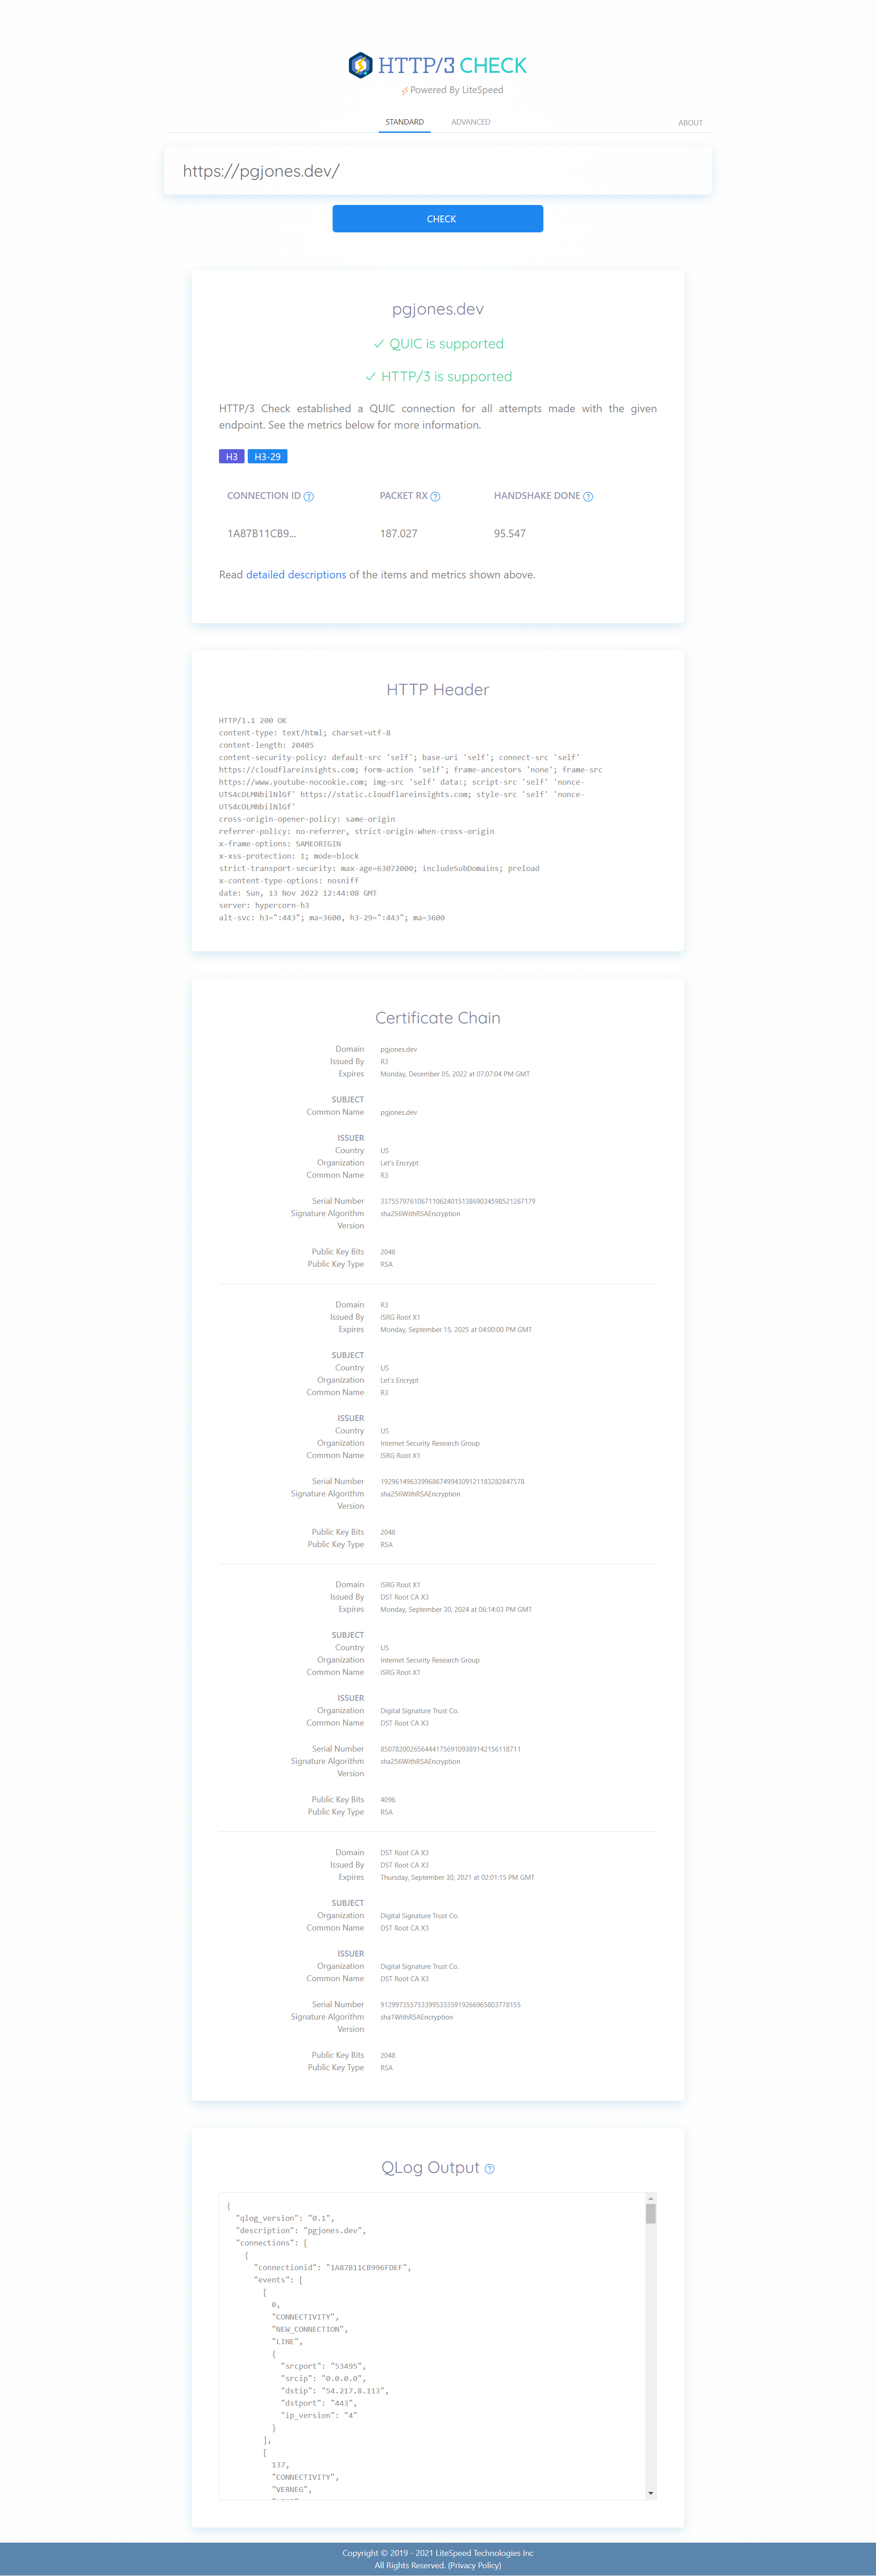 HTTP/3 CHECK
Powered By LiteSpeed
STANDARD ADVANCED ABOUT
https://pgjones.dev/
CHECK
pgjones.dev
✓ QUIC is supported
✓ HTTP/3 is supported
HTTP/3 Check established a QUIC connection for all attempts made with the given
endpoint. See the metrics below for more information.
H3 H3-29
CONNECTION ID ? PACKET RX ? HANDSHAKE DONE ?
1A87B11CB9... 187.027 95.547
Read detailed descriptions of the items and metrics shown above.
HTTP Header
HTTP/1.1 200 OK
content-type: text/html; charset=utf-8
content-length: 20405
content-security-policy: default-src 'self'; base-uri 'self'; connect-src 'self'
https://cloudflareinsights.com; form-action 'self'; frame-ancestors 'none'; frame-src
https://www.youtube-nocookie.com; img-src 'self' data:; script-src 'self' 'nonce-
UTS4cDLMNbilNlGf' https://static.cloudflareinsights.com; style-src 'self' 'nonce-
UTS4cDLMNbilNlGf'
cross-origin-opener-policy: same-origin
referrer-policy: no-referrer, strict-origin-when-cross-origin
x-frame-options: SAMEORIGIN
x-xss-protection: 1; mode=block
strict-transport-security: max-age=63072000; includeSubDomains; preload
x-content-type-options: nosniff
date: Sun, 13 Nov 2022 12:44:08 GMT
server: hypercorn-h3
alt-svc: h3=":443"; ma=3600, h3-29=":443"; ma=3600
Certificate Chain
Domain pgjones.dev
Issued By R3
Expires Monday, December 05, 2022 at 07:07:04 PM GMT
SUBJECT
Common Name pgjones.dev
ISSUER
Country US
Organization Let's Encrypt
Common Name R3
Serial Number 337557976106711062401513869034598521267179
Signature Algorithm sha256WithRSAEncryption
Version
Public Key Bits 2048
Public Key Type RSA
Domain R3
Issued By ISRG Root X1
Expires Monday, September 15, 2025 at 04:00:00 PM GMT
SUBJECT
Country US
Organization Let's Encrypt
Common Name R3
ISSUER
Country US
Organization Internet Security Research Group
Common Name ISRG Root X1
Serial Number 192961496339968674994309121183282847578
Signature Algorithm sha256WithRSAEncryption
Version
Public Key Bits 2048
Public Key Type RSA
Domain ISRG Root X1
Issued By DST Root CA X3
Expires Monday, September 30, 2024 at 06:14:03 PM GMT
SUBJECT
Country US
Organization Internet Security Research Group
Common Name ISRG Root X1
ISSUER
Organization Digital Signature Trust Co.
Common Name DST Root CA X3
Serial Number 85078200265644417569109389142156118711
Signature Algorithm sha256WithRSAEncryption
Version
Public Key Bits 4096
Public Key Type RSA
Domain DST Root CA X3
Issued By DST Root CA X3
Expires Thursday, September 30, 2021 at 02:01:15 PM GMT
SUBJECT
Organization Digital Signature Trust Co.
Common Name DST Root CA X3
ISSUER
Organization Digital Signature Trust Co.
Common Name DST Root CA X3
Serial Number 91299735575339953335919266965803778155
Signature Algorithm sha1WithRSAEncryption
Version
Public Key Bits 2048
Public Key Type RSA
QLog Output ?
{
"qlog_version": "0.1",
"description": "pgjones.dev",
"connections": [
{
"connectionid": "1A87B11CB996FDEF",
"events": [
[
0,
"CONNECTIVITY",
"NEW_CONNECTION",
"LINE",
{
"srcport": "53495",
"srcip": "0.0.0.0",
"dstip": "54.217.8.113",
"dstport": "443",
"ip_version": "4"
}
],
[
137,
"CONNECTIVITY",
"VERNEG",
Copyright © 2019 - 2021 LiteSpeed Technologies Inc
All Rights Reserved. (Privacy Policy)